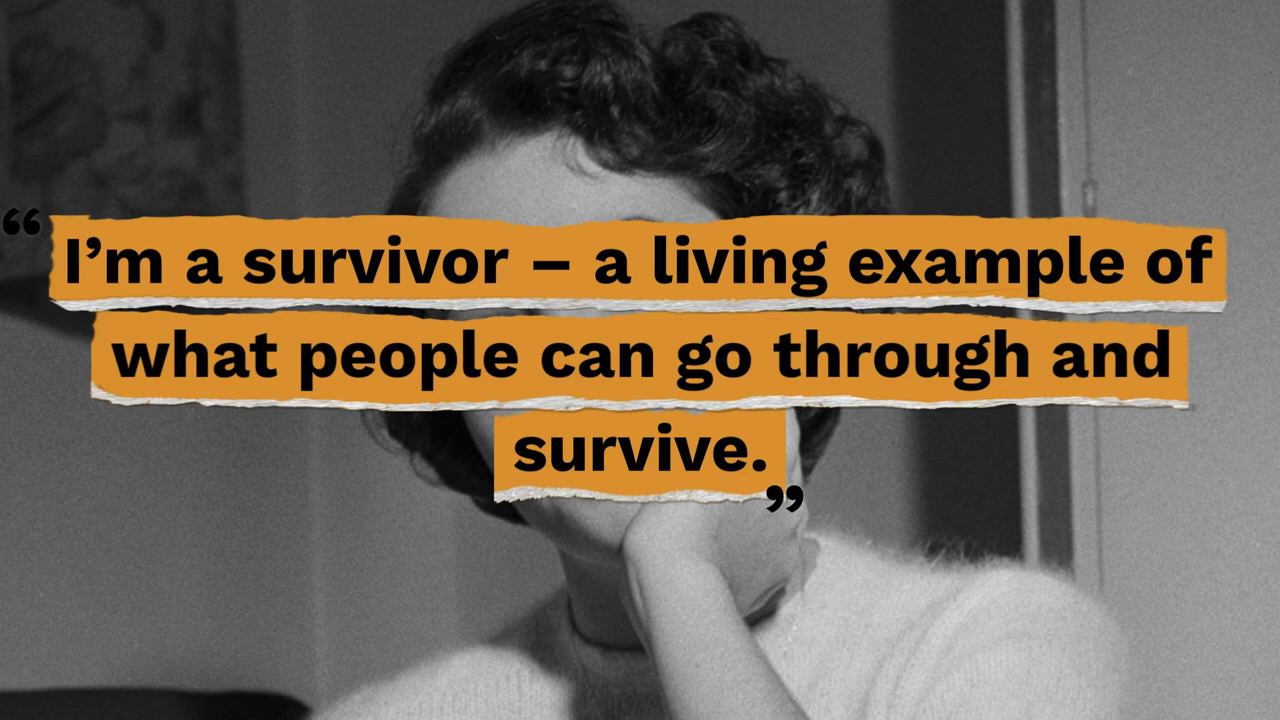 “I’m a survivor – a living example of
what people can go through and
survive.”